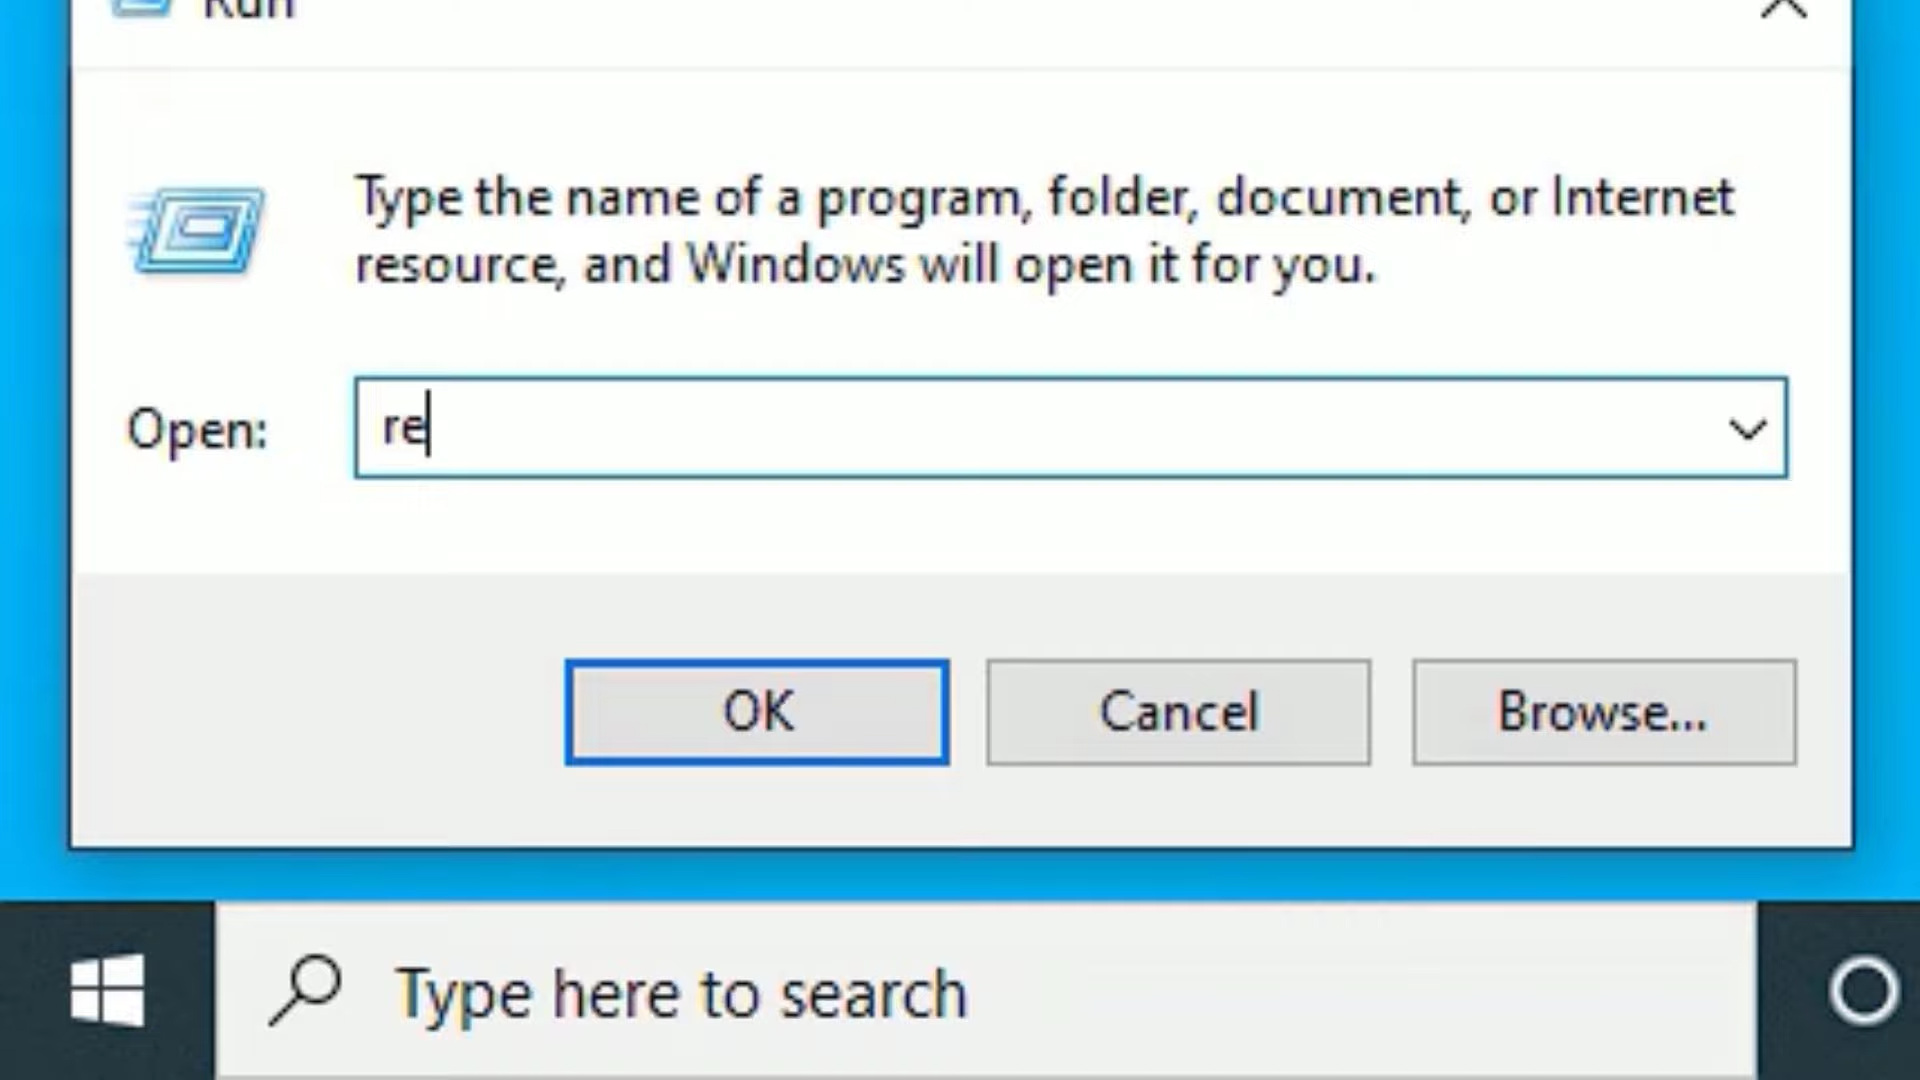 Run
Type the name of a program, folder, document, or Internet
resource, and Windows will open it for you.
Open:
re
OK
Cancel
Browse...
Type here to search